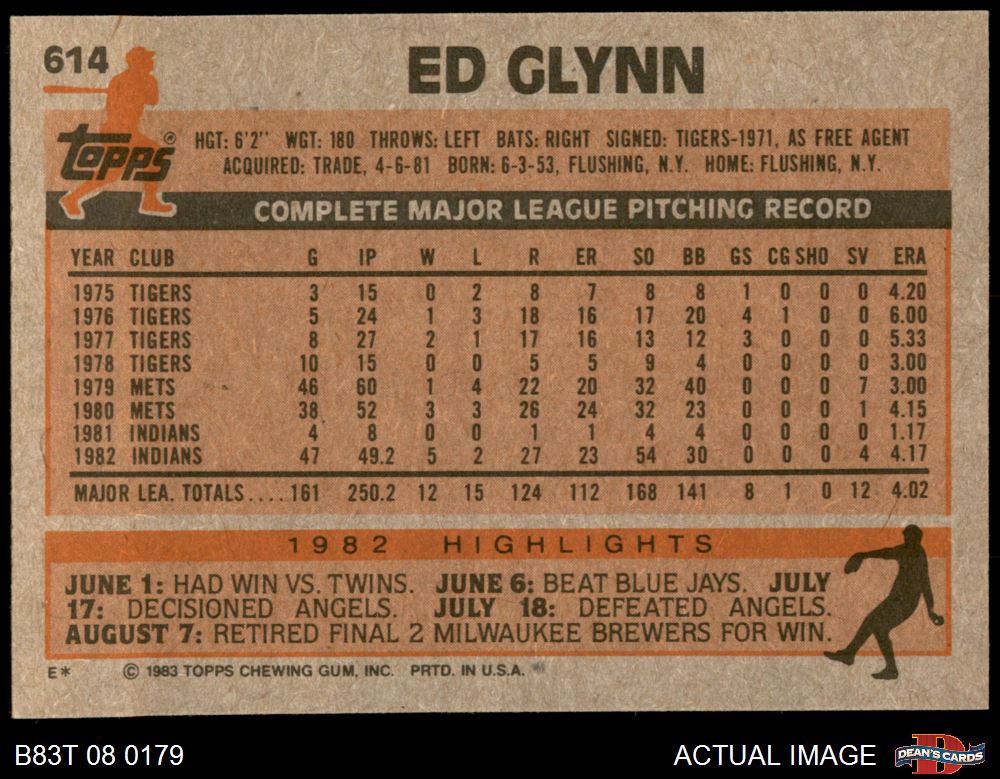 614
ED GLYNN
Topps®
HGT: 6'2'' WGT: 180 THROWS: LEFT BATS: RIGHT SIGNED: TIGERS-1971, AS FREE AGENT
ACQUIRED: TRADE, 4-6-81 BORN: 6-3-53, FLUSHING, N.Y. HOME: FLUSHING, N.Y.
COMPLETE MAJOR LEAGUE PITCHING RECORD
YEAR CLUB G IP W L R ER SO BB GS CG SHO SV ERA
1975 TIGERS 3 15 0 2 8 7 8 8 1 0 0 0 4.20
1976 TIGERS 5 24 1 3 18 16 17 20 4 1 0 0 6.00
1977 TIGERS 8 27 2 1 17 16 13 12 3 0 0 0 5.33
1978 TIGERS 10 15 0 0 5 5 9 4 0 0 0 0 3.00
1979 METS 46 60 1 4 22 20 32 40 0 0 0 7 3.00
1980 METS 38 52 3 3 26 24 32 23 0 0 0 1 4.15
1981 INDIANS 4 8 0 0 1 1 4 4 0 0 0 0 1.17
1982 INDIANS 47 49.2 5 2 27 23 54 30 0 0 0 4 4.17
MAJOR LEA. TOTALS.... 161 250.2 12 15 124 112 168 141 8 1 0 12 4.02
1982 HIGHLIGHTS
JUNE 1: HAD WIN VS. TWINS. JUNE 6: BEAT BLUE JAYS. JULY
17: DECISIONED ANGELS. JULY 18: DEFEATED ANGELS.
AUGUST 7: RETIRED FINAL 2 MILWAUKEE BREWERS FOR WIN.
E* © 1983 TOPPS CHEWING GUM, INC. PRTD. IN U.S.A.
B83T 08 0179
ACTUAL IMAGE
D DEAN'S CARDS